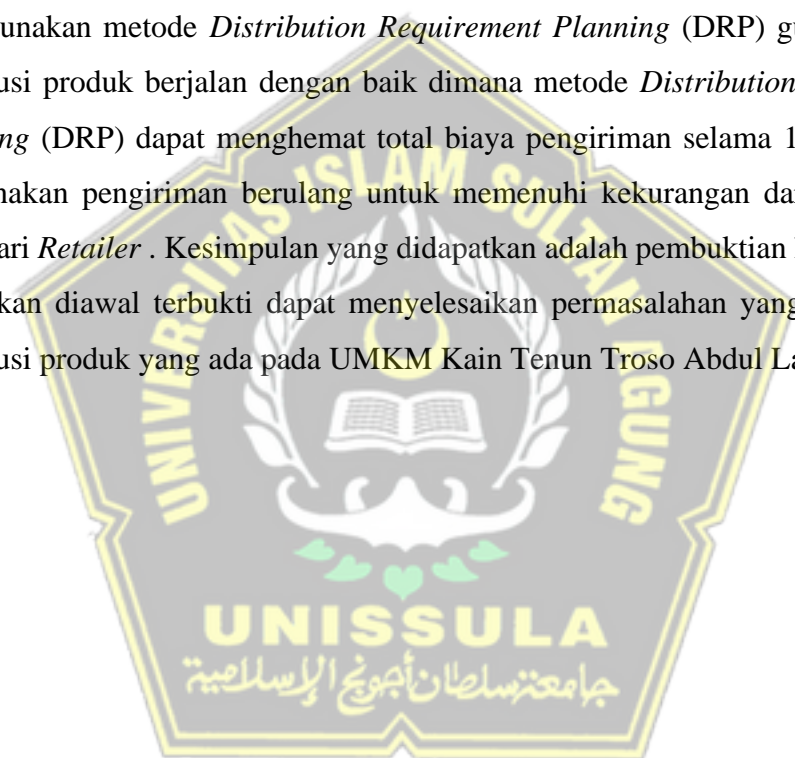 unakan metode Distribution Requirement Planning (DRP) gu
usi produk berjalan dengan baik dimana metode Distribution
ng (DRP) dapat menghemat total biaya pengiriman selama 1
nakan pengiriman berulang untuk memenuhi kekurangan dar
ari Retailer . Kesimpulan yang didapatkan adalah pembuktian
kan diawal terbukti dapat menyelesaikan permasalahan yang
usi produk yang ada pada UMKM Kain Tenun Troso Abdul La
UNIVERSITAS ISLAM SULTAN AGUNG
UNISSULA
جامعتسلطان أجونج الإسلامية